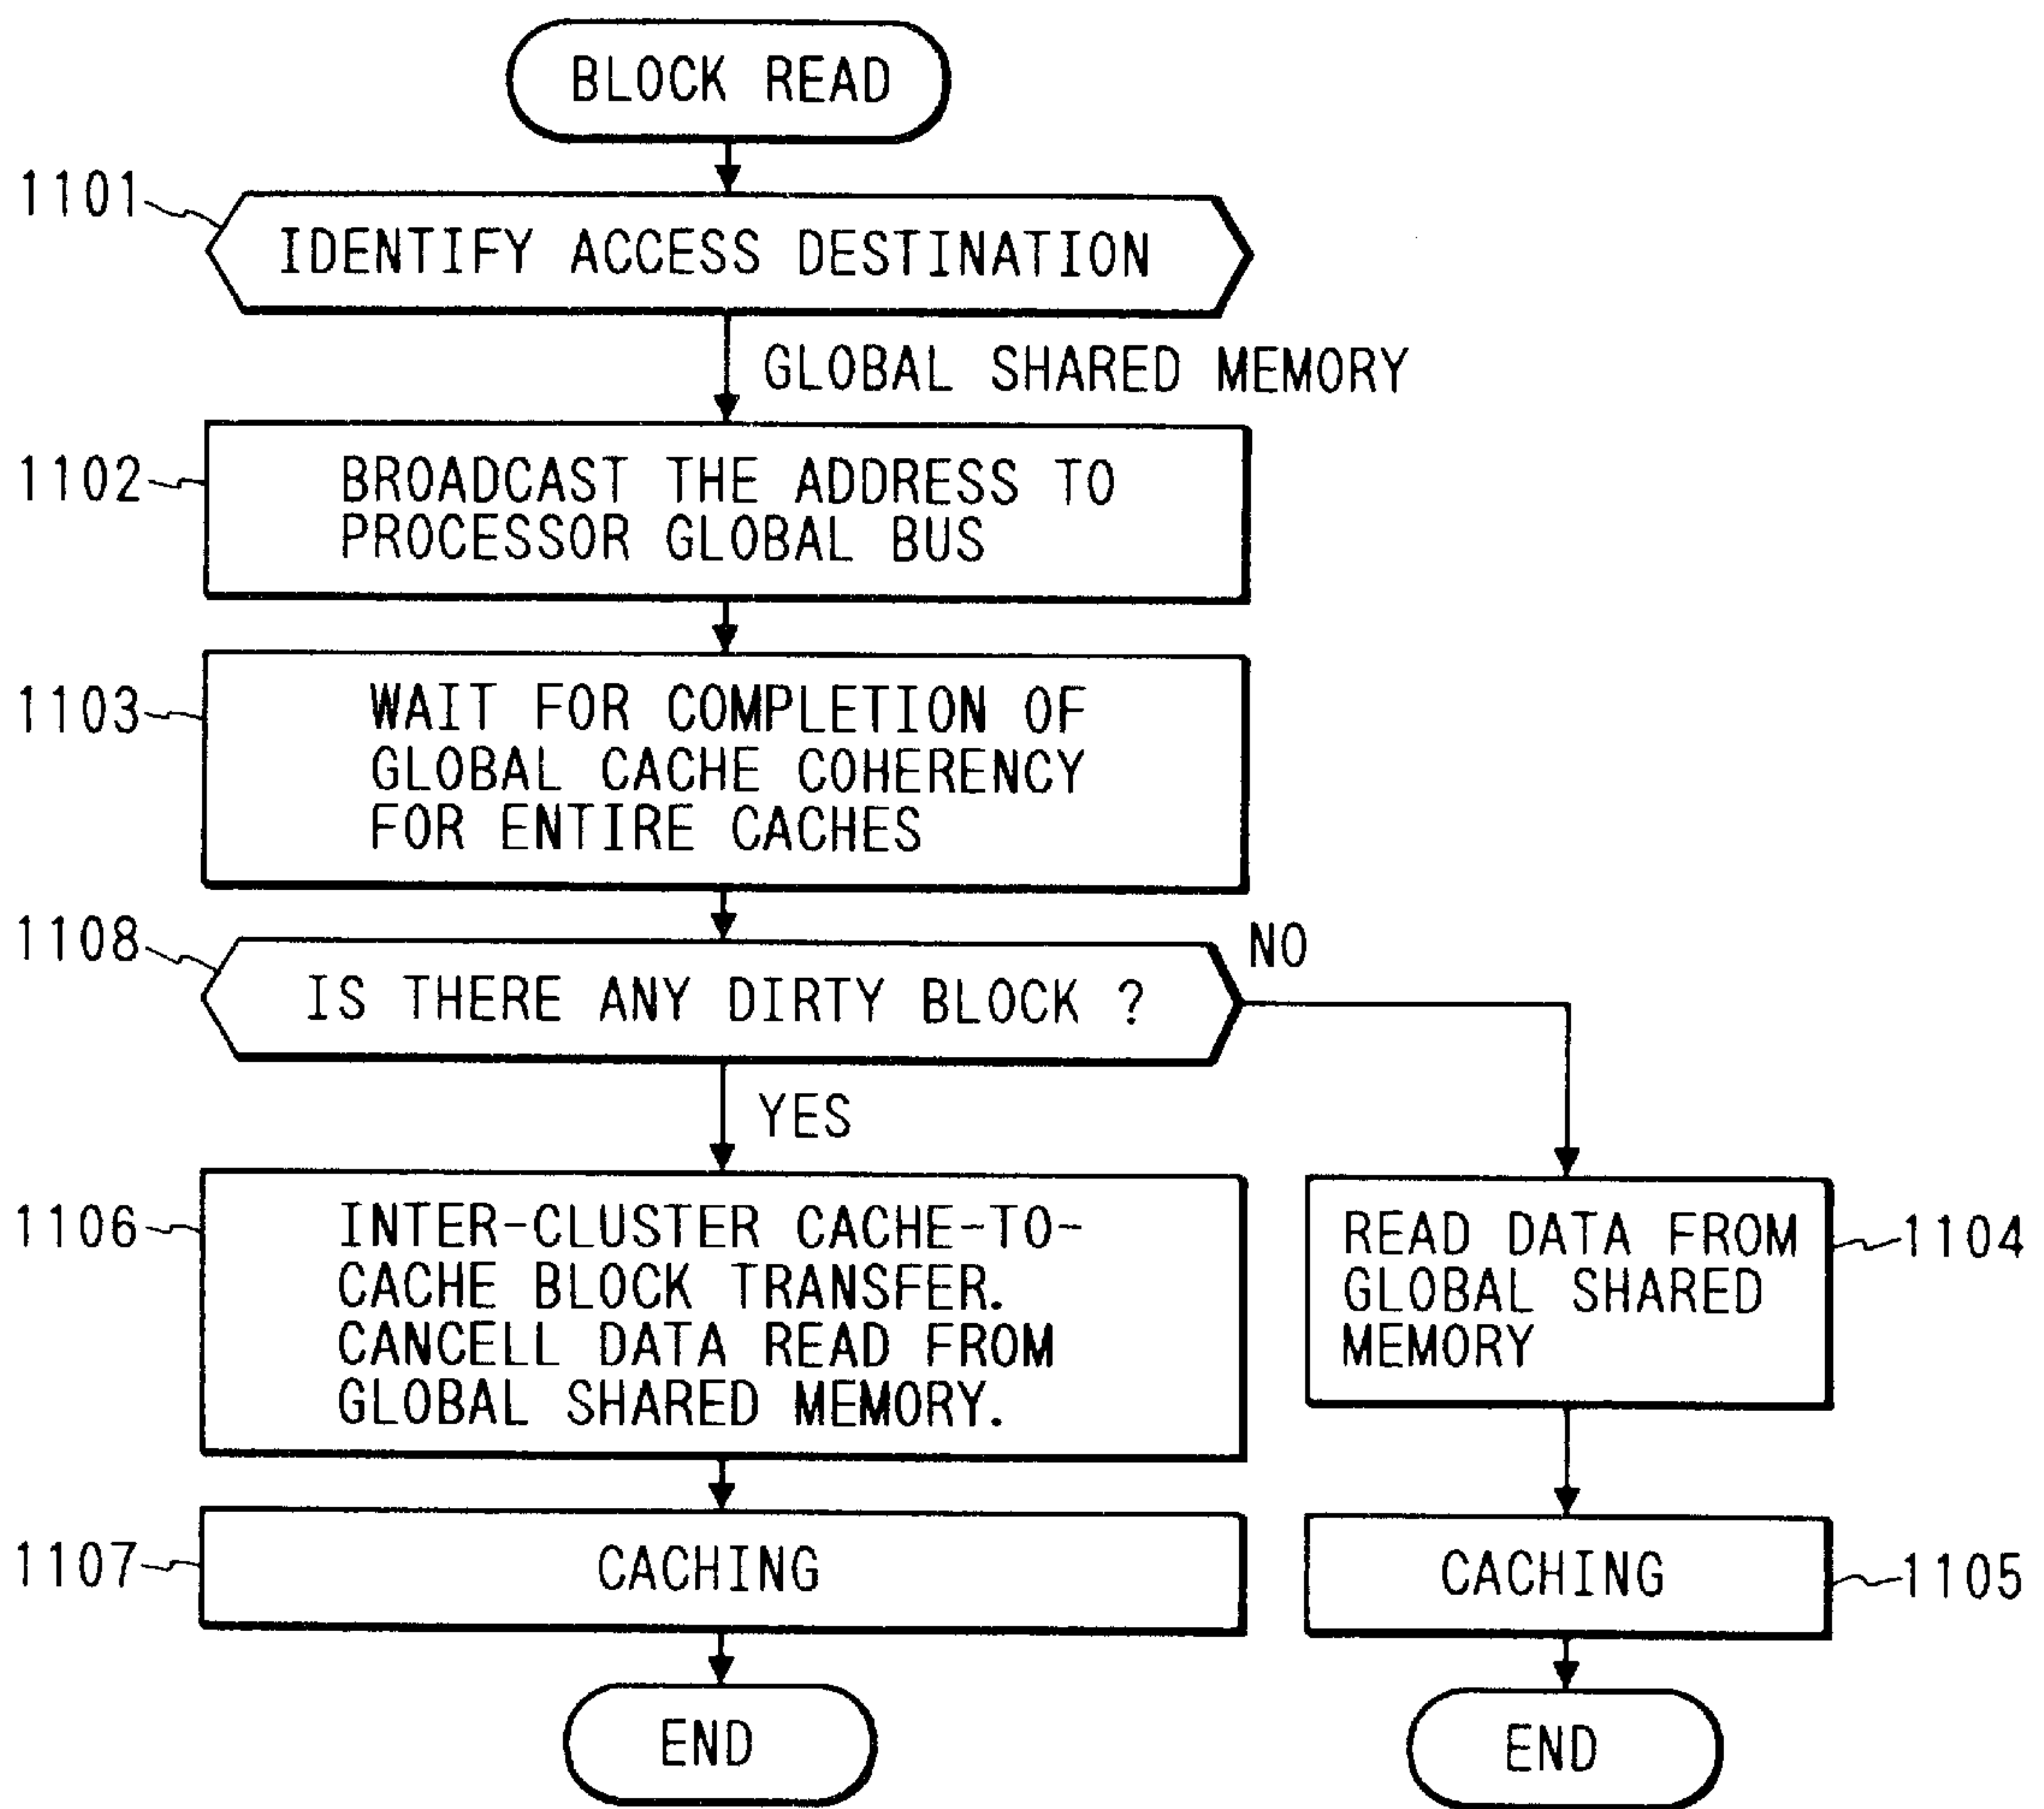 BLOCK READ
1101
IDENTIFY ACCESS DESTINATION
GLOBAL SHARED MEMORY
1102
BROADCAST THE ADDRESS TO
PROCESSOR GLOBAL BUS
1103
WAIT FOR COMPLETION OF
GLOBAL CACHE COHERENCY
FOR ENTIRE CACHES
1108
IS THERE ANY DIRTY BLOCK ?
NO
YES
1106
INTER-CLUSTER CACHE-TO-
CACHE BLOCK TRANSFER.
CANCELL DATA READ FROM
GLOBAL SHARED MEMORY.
READ DATA FROM
GLOBAL SHARED
MEMORY
1104
1107
CACHING
CACHING
1105
END
END